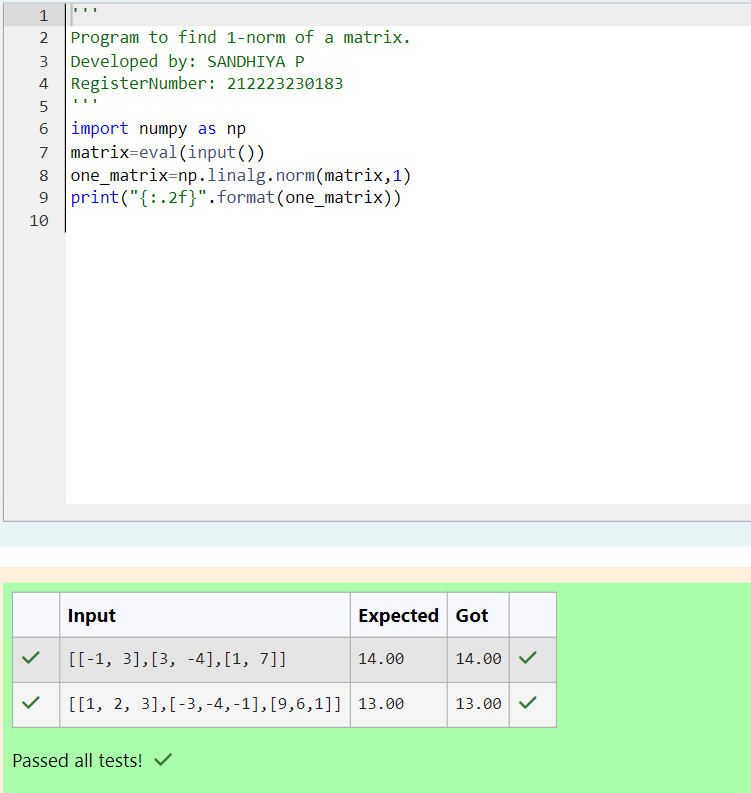 1 '''
2 Program to find 1-norm of a matrix.
3 Developed by: SANDHIYA P
4 RegisterNumber: 212223230183
5 '''
6 import numpy as np
7 matrix=eval(input())
8 one_matrix=np.linalg.norm(matrix,1)
9 print("{:.2f}".format(one_matrix))
10
Input Expected Got
[[-1, 3],[3, -4],[1, 7]] 14.00 14.00
[[1, 2, 3],[-3,-4,-1],[9,6,1]] 13.00 13.00
Passed all tests!